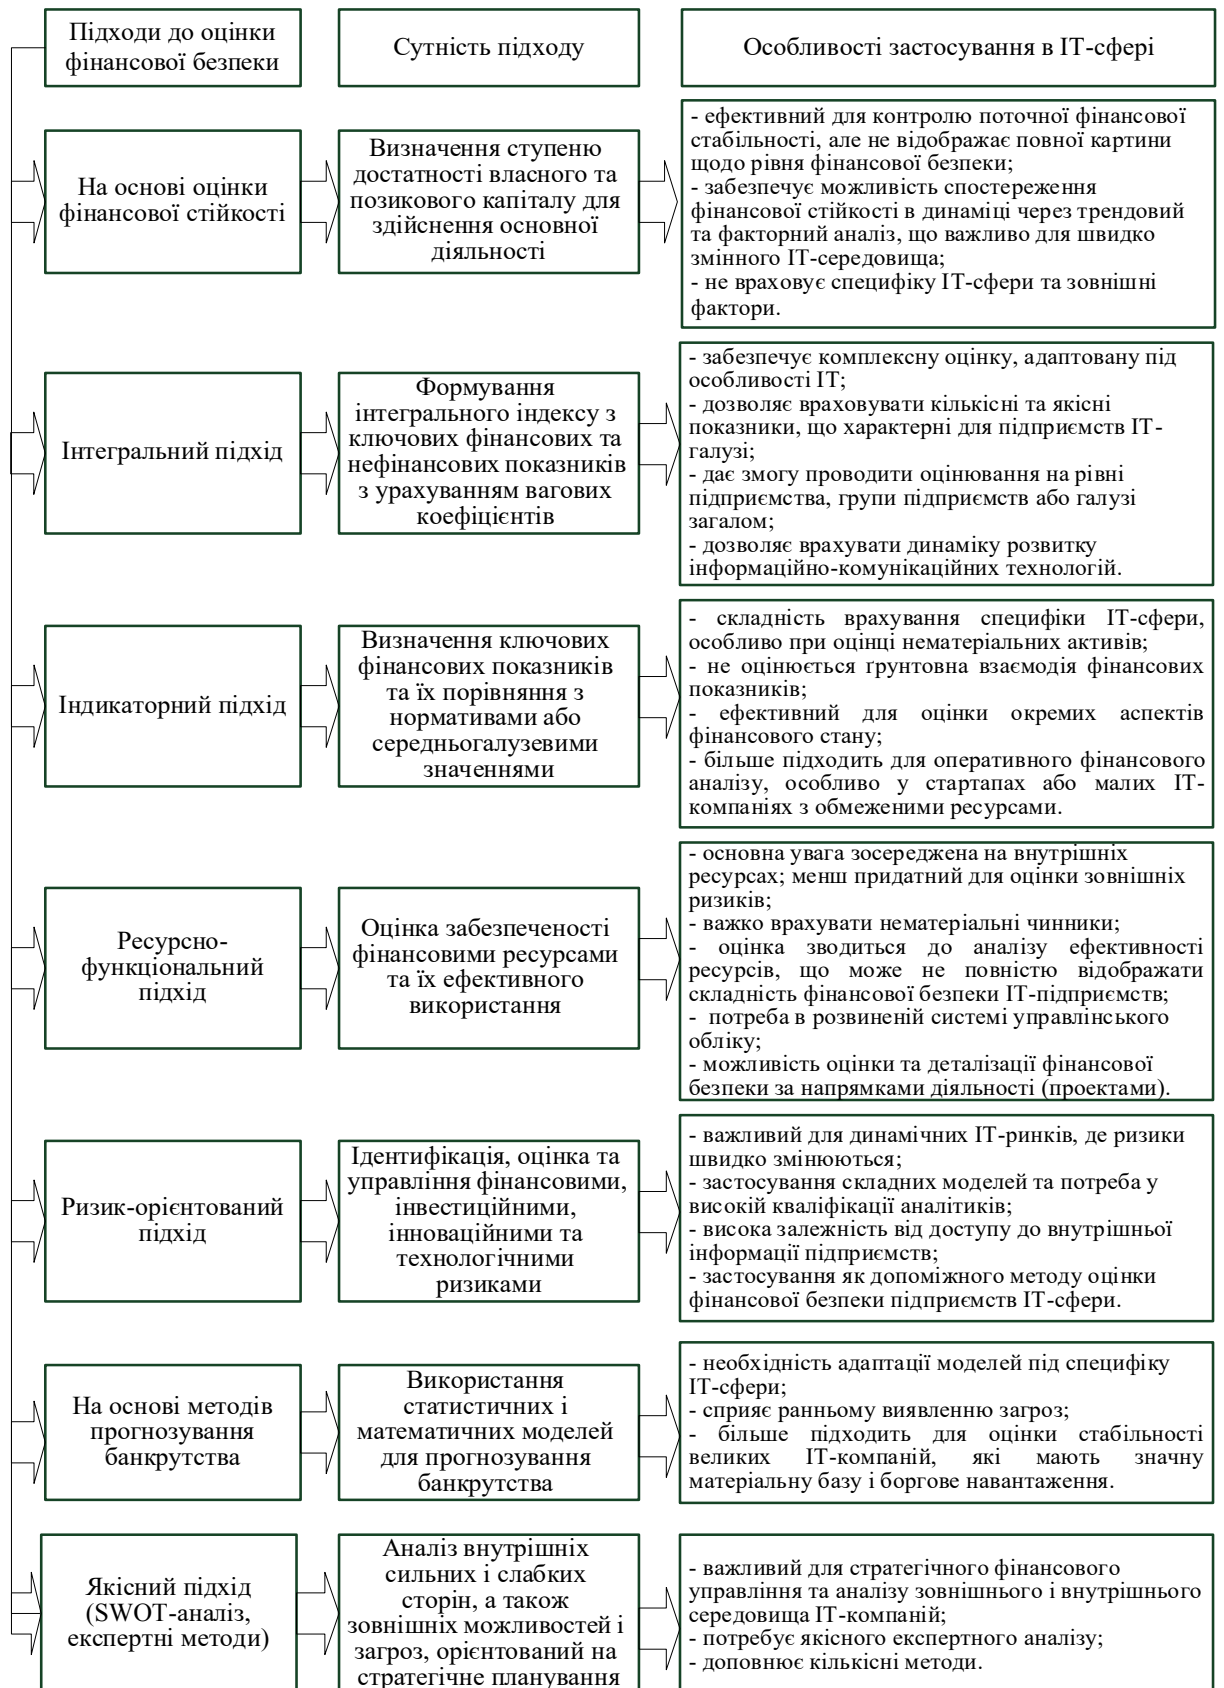 Підходи до оцінки
фінансової безпеки
Сутність підходу
Особливості застосування в ІТ-сфері
На основі оцінки
фінансової стійкості
Визначення ступеню
достатності власного та
позикового капіталу для
здійснення основної
діяльності
- ефективний для контролю поточної фінансової
стабільності, але не відображає повної картини
щодо рівня фінансової безпеки;
- забезпечує можливість спостереження
фінансової стійкості в динаміці через трендовий
та факторний аналіз, що важливо для швидко
змінного ІТ-середовища;
- не враховує специфіку ІТ-сфери та зовнішні
фактори.
Інтегральний підхід
Формування
інтегрального індексу з
ключових фінансових та
нефінансових показників
з урахуванням вагових
коефіцієнтів
- забезпечує комплексну оцінку, адаптовану під
особливості ІТ;
- дозволяє враховувати кількісні та якісні
показники, що характерні для підприємств ІТ-
галузі;
- дає змогу проводити оцінювання на рівні
підприємства, групи підприємств або галузі
загалом;
- дозволяє врахувати динаміку розвитку
інформаційно-комунікаційних технологій.
Індикаторний підхід
Визначення ключових
фінансових показників
та їх порівняння з
нормативами або
середньогалузевими
значеннями
- складність врахування специфіки ІТ-сфери,
особливо при оцінці нематеріальних активів;
- не оцінюється ґрунтовна взаємодія фінансових
показників;
- ефективний для оцінки окремих аспектів
фінансового стану;
- більше підходить для оперативного фінансового
аналізу, особливо у стартапах або малих ІТ-
компаніях з обмеженими ресурсами.
Ресурсно-
функціональний
підхід
Оцінка забезпеченості
фінансовими ресурсами
та їх ефективного
використання
- основна увага зосереджена на внутрішніх
ресурсах; менш придатний для оцінки зовнішніх
ризиків;
- важко врахувати нематеріальні чинники;
- оцінка зводиться до аналізу ефективності
ресурсів, що може не повністю відображати
складність фінансової безпеки ІТ-підприємств;
- потреба в розвиненій системі управлінського
обліку;
- можливість оцінки та деталізації фінансової
безпеки за напрямками діяльності (проектами).
Ризик-орієнтований
підхід
Ідентифікація, оцінка та
управління фінансовими,
інвестиційними,
інноваційними та
технологічними
ризиками
- важливий для динамічних ІТ-ринків, де ризики
швидко змінюються;
- застосування складних моделей та потреба у
високій кваліфікації аналітиків;
- висока залежність від доступу до внутрішньої
інформації підприємств;
- застосування як допоміжного методу оцінки
фінансової безпеки підприємств ІТ-сфери.
На основі методів
прогнозування
банкрутства
Використання
статистичних і
математичних моделей
для прогнозування
банкрутства
- необхідність адаптації моделей під специфіку
ІТ-сфери;
- сприяє ранньому виявленню загроз;
- більше підходить для оцінки стабільності
великих ІТ-компаній, які мають значну
матеріальну базу і боргове навантаження.
Якісний підхід
(SWOT-аналіз,
експертні методи)
Аналіз внутрішніх
сильних і слабких
сторін, а також
зовнішніх можливостей і
загроз, орієнтований на
стратегічне планування
- важливий для стратегічного фінансового
управління та аналізу зовнішнього і внутрішнього
середовища ІТ-компаній;
- потребує якісного експертного аналізу;
- доповнює кількісні методи.